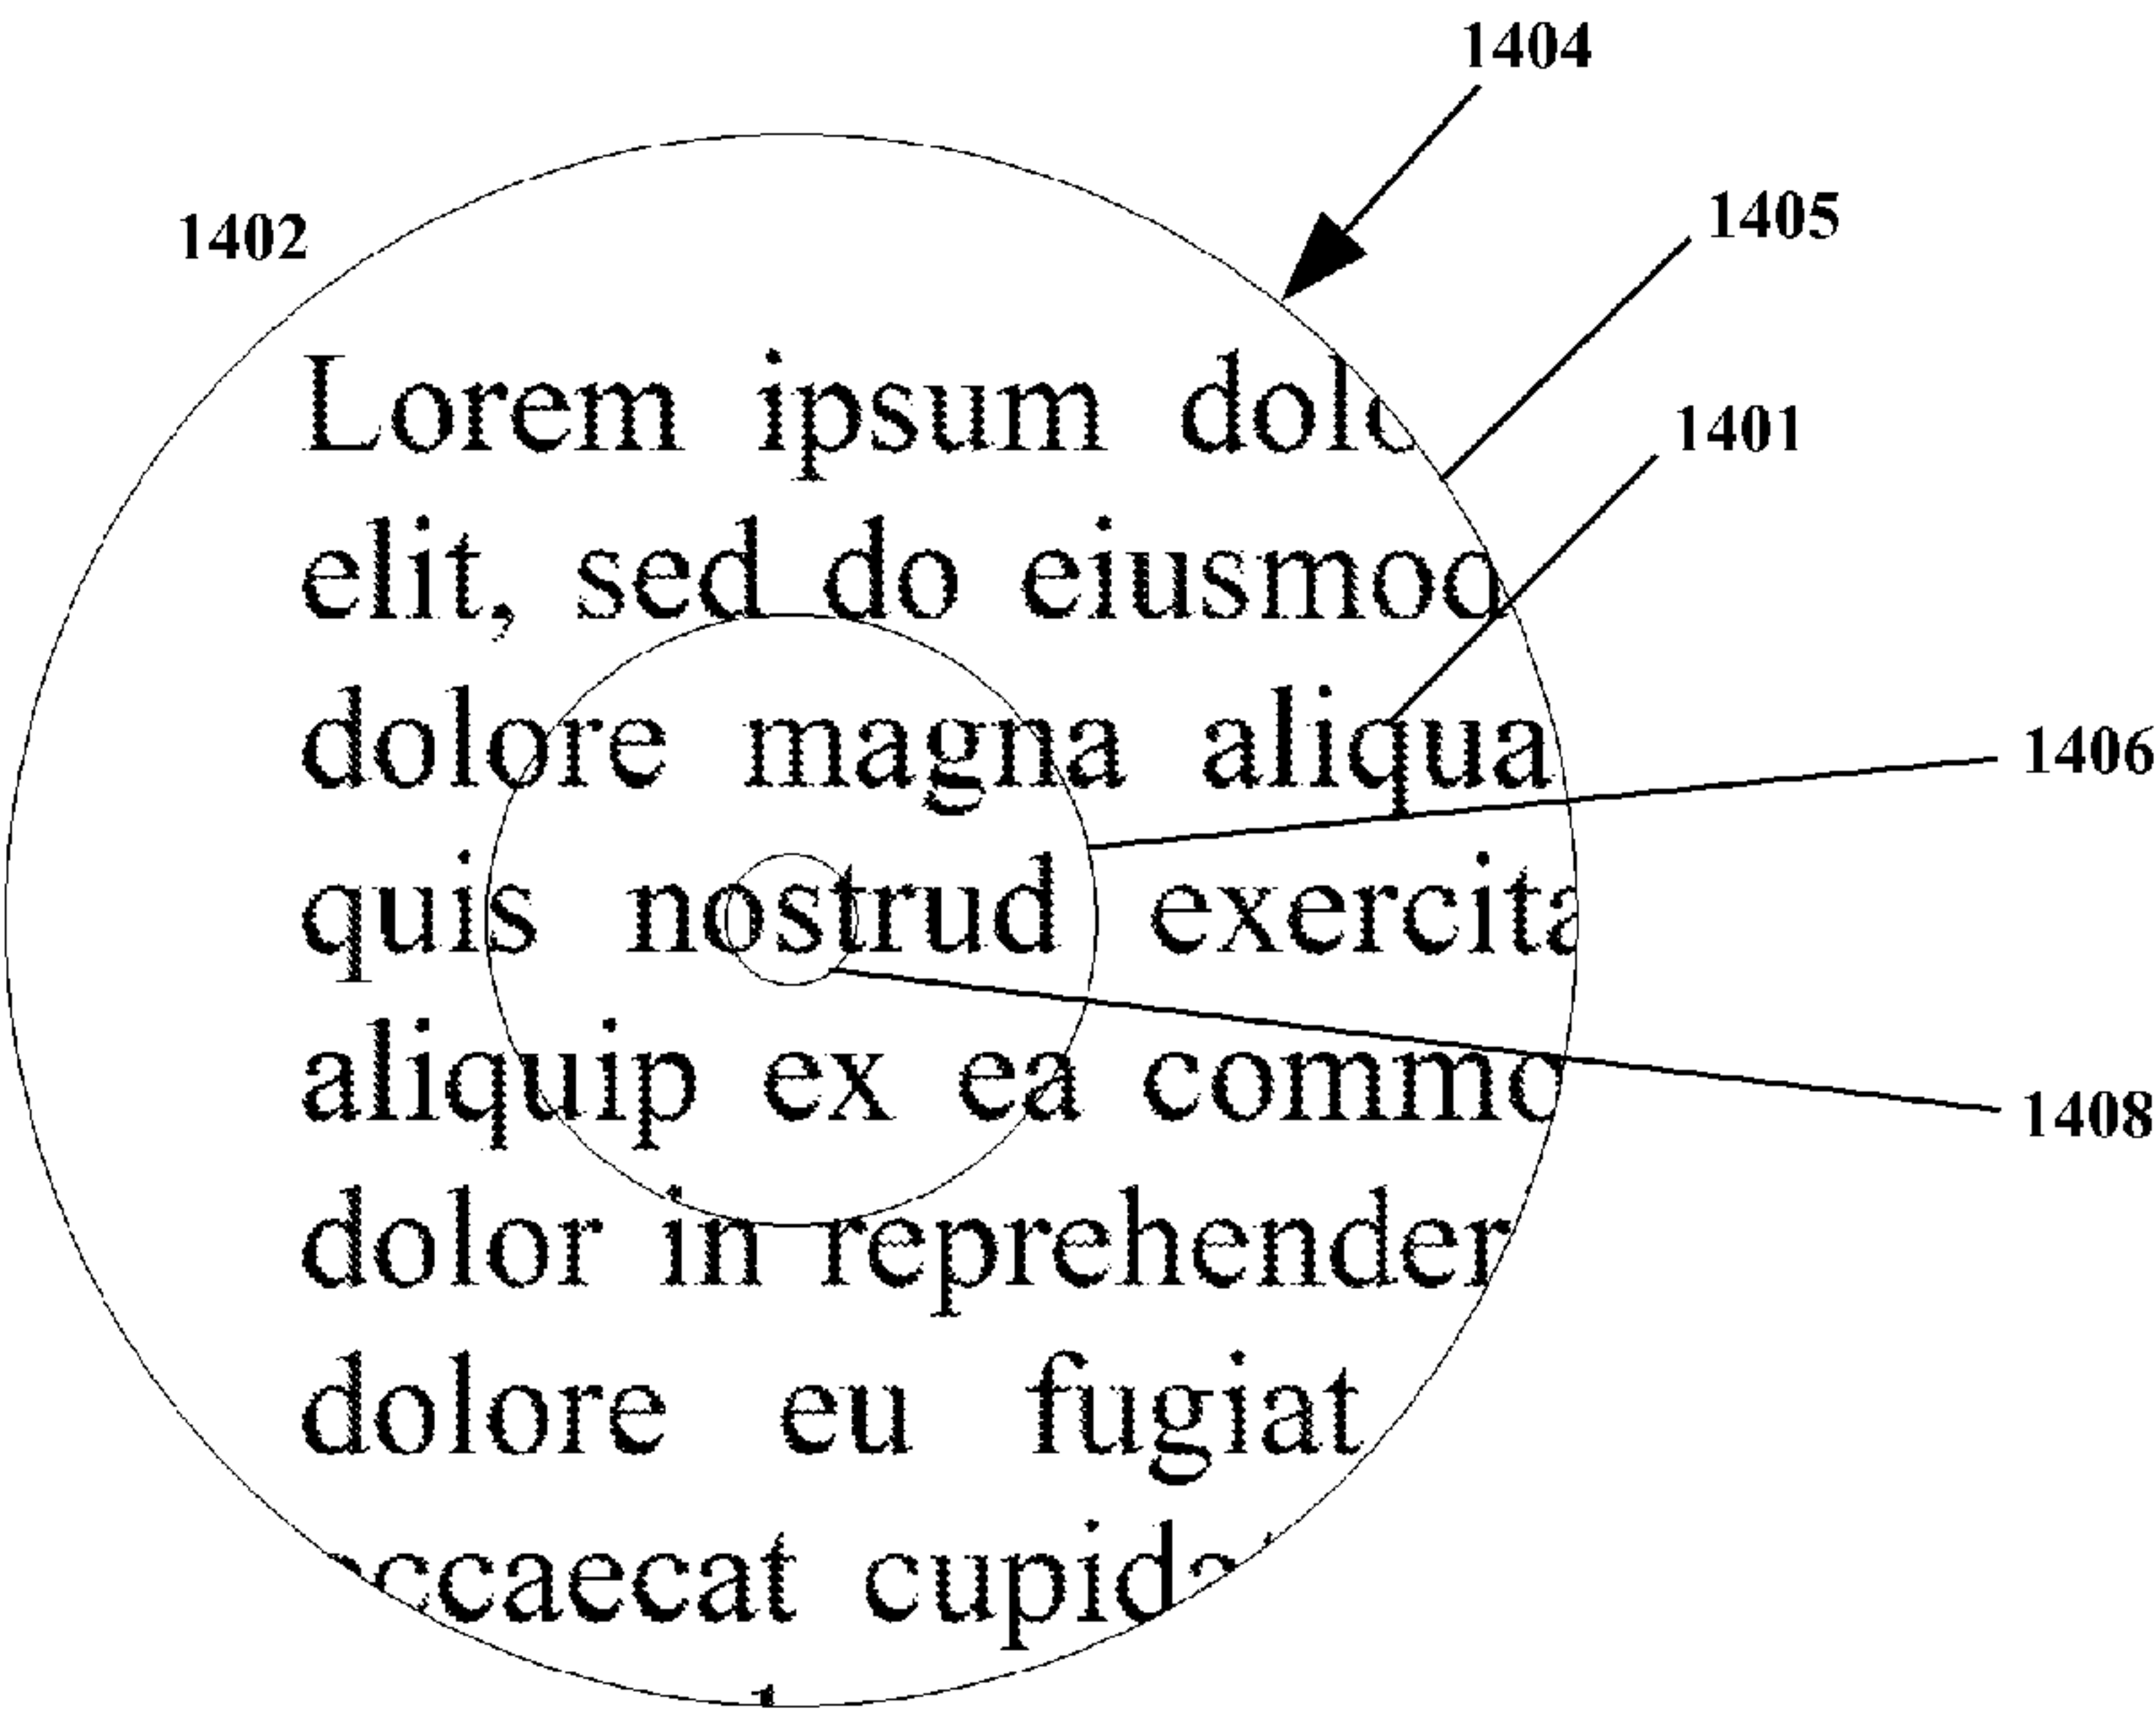 1404
1405
1402
Lorem ipsum dolo
1401
elit, sed do eiusmod
dolore magna aliqua
1406
quis nostrud exercita
aliquip ex ea commo
1408
dolor in reprehender
dolore eu fugiat
ccaecat cupida